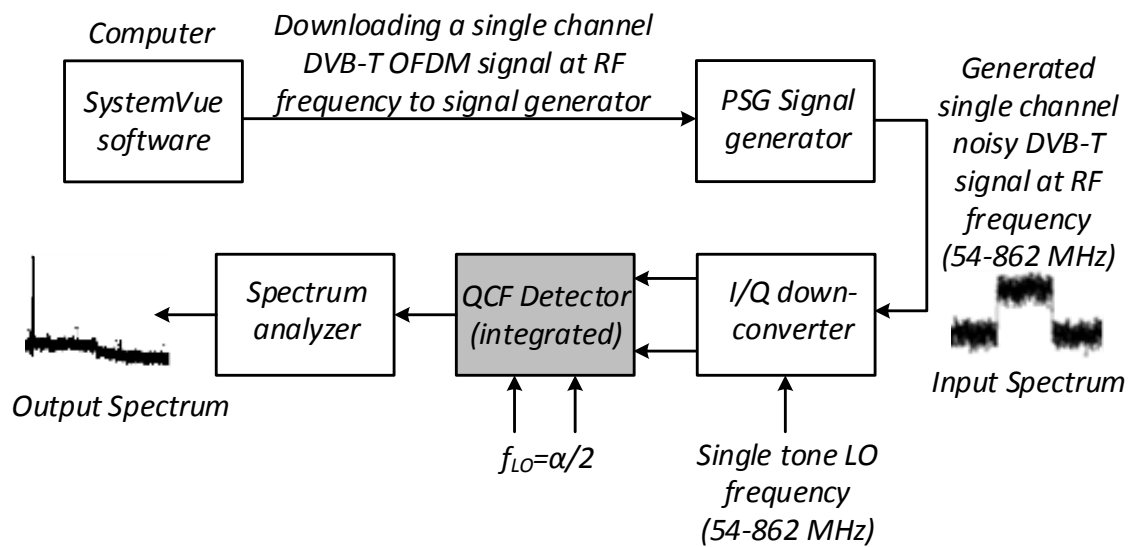 Computer
SystemVue
software
Downloading a single channel
DVB-T OFDM signal at RF
frequency to signal generator
PSG Signal
generator
Generated
single channel
noisy DVB-T
signal at RF
frequency
(54-862 MHz)
Input Spectrum
I/Q down-
converter
Single tone LO
frequency
(54-862 MHz)
QCF Detector
(integrated)
fLO=α/2
Spectrum
analyzer
Output Spectrum